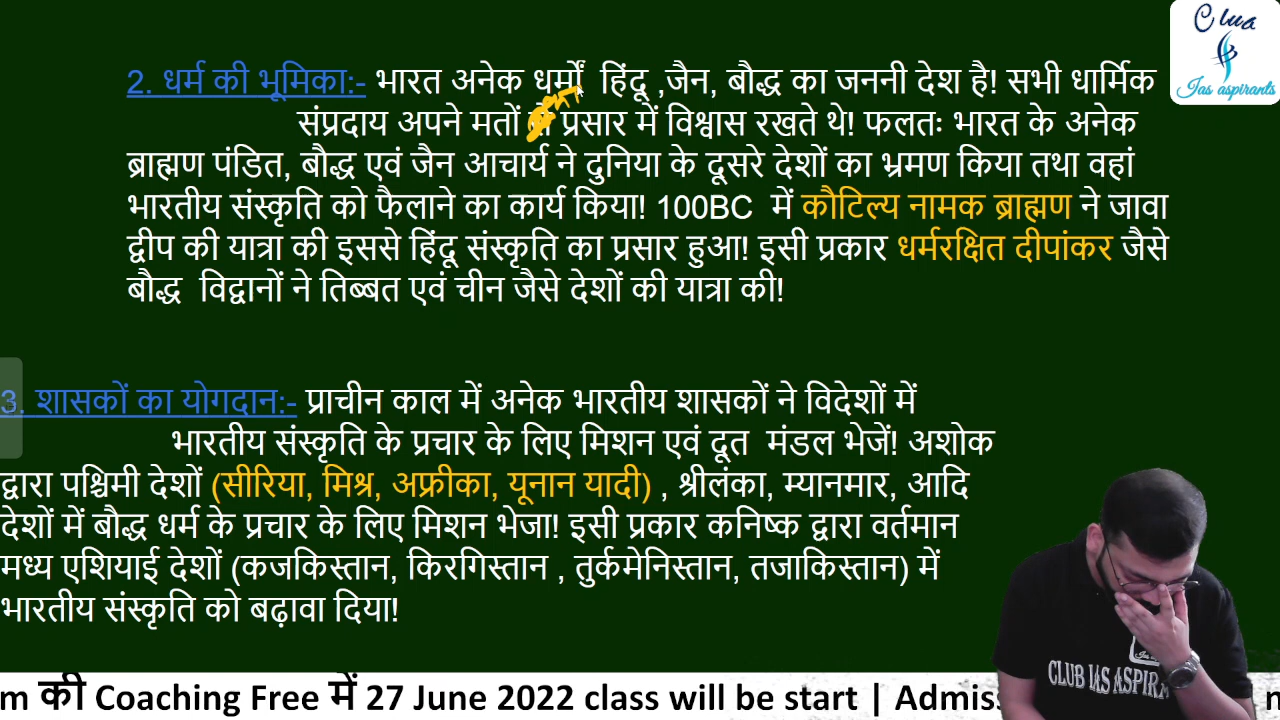 Clua
Ias aspirants
2. धर्म की भूमिका:- भारत अनेक धर्मों हिंदू ,जैन, बौद्ध का जननी देश है! सभी धार्मिक
संप्रदाय अपने मतों प्रसार में विश्वास रखते थे! फलतः भारत के अनेक
ब्राह्मण पंडित, बौद्ध एवं जैन आचार्य ने दुनिया के दूसरे देशों का भ्रमण किया तथा वहां
भारतीय संस्कृति को फैलाने का कार्य किया! 100BC में कौटिल्य नामक ब्राह्मण ने जावा
द्वीप की यात्रा की इससे हिंदू संस्कृति का प्रसार हुआ! इसी प्रकार धर्मरक्षित दीपांकर जैसे
बौद्ध विद्वानों ने तिब्बत एवं चीन जैसे देशों की यात्रा की!
3. शासकों का योगदान:- प्राचीन काल में अनेक भारतीय शासकों ने विदेशों में
भारतीय संस्कृति के प्रचार के लिए मिशन एवं दूत मंडल भेजें! अशोक
द्वारा पश्चिमी देशों (सीरिया, मिश्र, अफ्रीका, यूनान यादी) , श्रीलंका, म्यानमार, आदि
देशों में बौद्ध धर्म के प्रचार के लिए मिशन भेजा! इसी प्रकार कनिष्क द्वारा वर्तमान
मध्य एशियाई देशों (कजकिस्तान, किरगिस्तान , तुर्कमेनिस्तान, तजाकिस्तान) में
भारतीय संस्कृति को बढ़ावा दिया!
CLUB IAS ASPIRA
m की Coaching Free में 27 June 2022 class will be start | Admiss